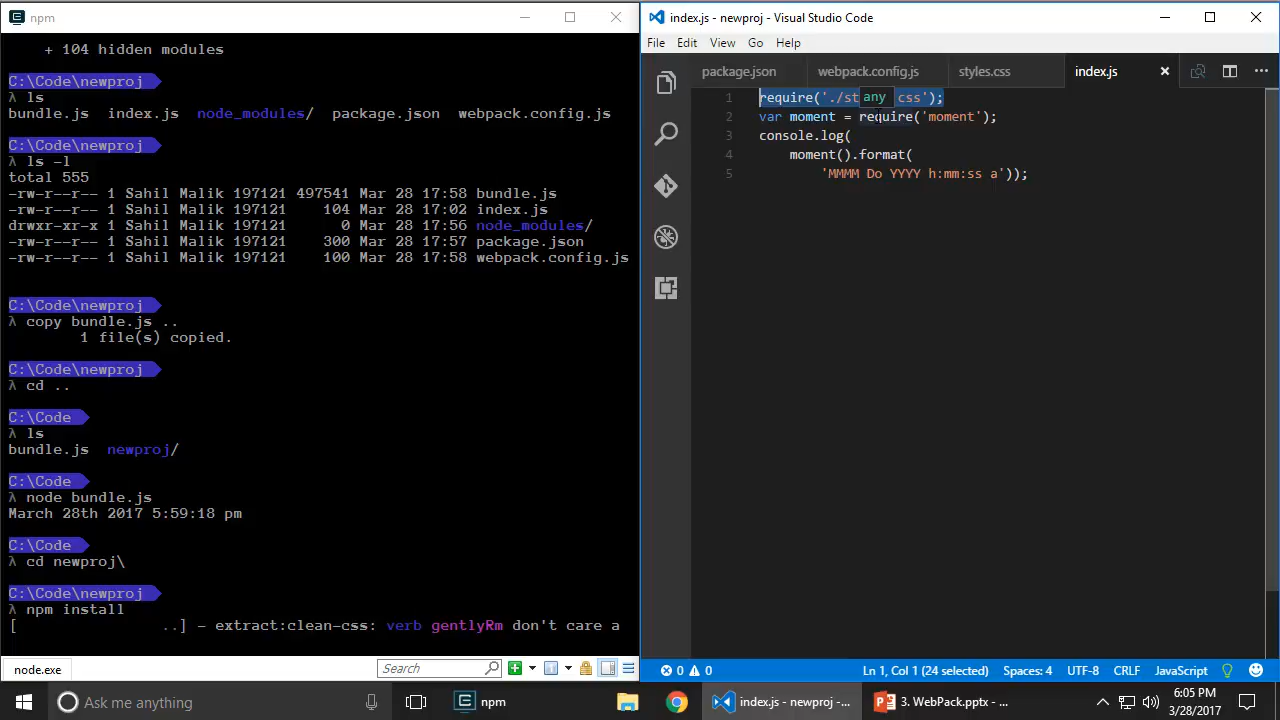 npm
+ 104 hidden modules
C:\Code\newproj
λ ls
bundle.js  index.js  node_modules/  package.json  webpack.config.js
C:\Code\newproj
λ ls -l
total 555
-rw-r--r-- 1 Sahil Malik 197121 497541 Mar 28 17:58 bundle.js
-rw-r--r-- 1 Sahil Malik 197121    104 Mar 28 17:02 index.js
drwxr-xr-x 1 Sahil Malik 197121      0 Mar 28 17:56 node_modules/
-rw-r--r-- 1 Sahil Malik 197121    300 Mar 28 17:57 package.json
-rw-r--r-- 1 Sahil Malik 197121    100 Mar 28 17:58 webpack.config.js
C:\Code\newproj
λ copy bundle.js ..
1 file(s) copied.
C:\Code\newproj
λ cd ..
C:\Code
λ ls
bundle.js  newproj/
C:\Code
λ node bundle.js
March 28th 2017 5:59:18 pm
C:\Code
λ cd newproj\
C:\Code\newproj
λ npm install
[ ..] - extract:clean-css: verb gentlyRm don't care a
node.exe
Search
index.js - newproj - Visual Studio Code
File Edit View Go Help
package.json webpack.config.js styles.css index.js
1 require('./st any css');
2 var moment = require('moment');
3 console.log(
4 moment().format(
5 'MMMM Do YYYY h:mm:ss a'));
0 0 Ln 1, Col 1 (24 selected) Spaces: 4 UTF-8 CRLF JavaScript
Ask me anything npm index.js - newproj -... 3. WebPack.pptx - ... 6:05 PM
3/28/2017